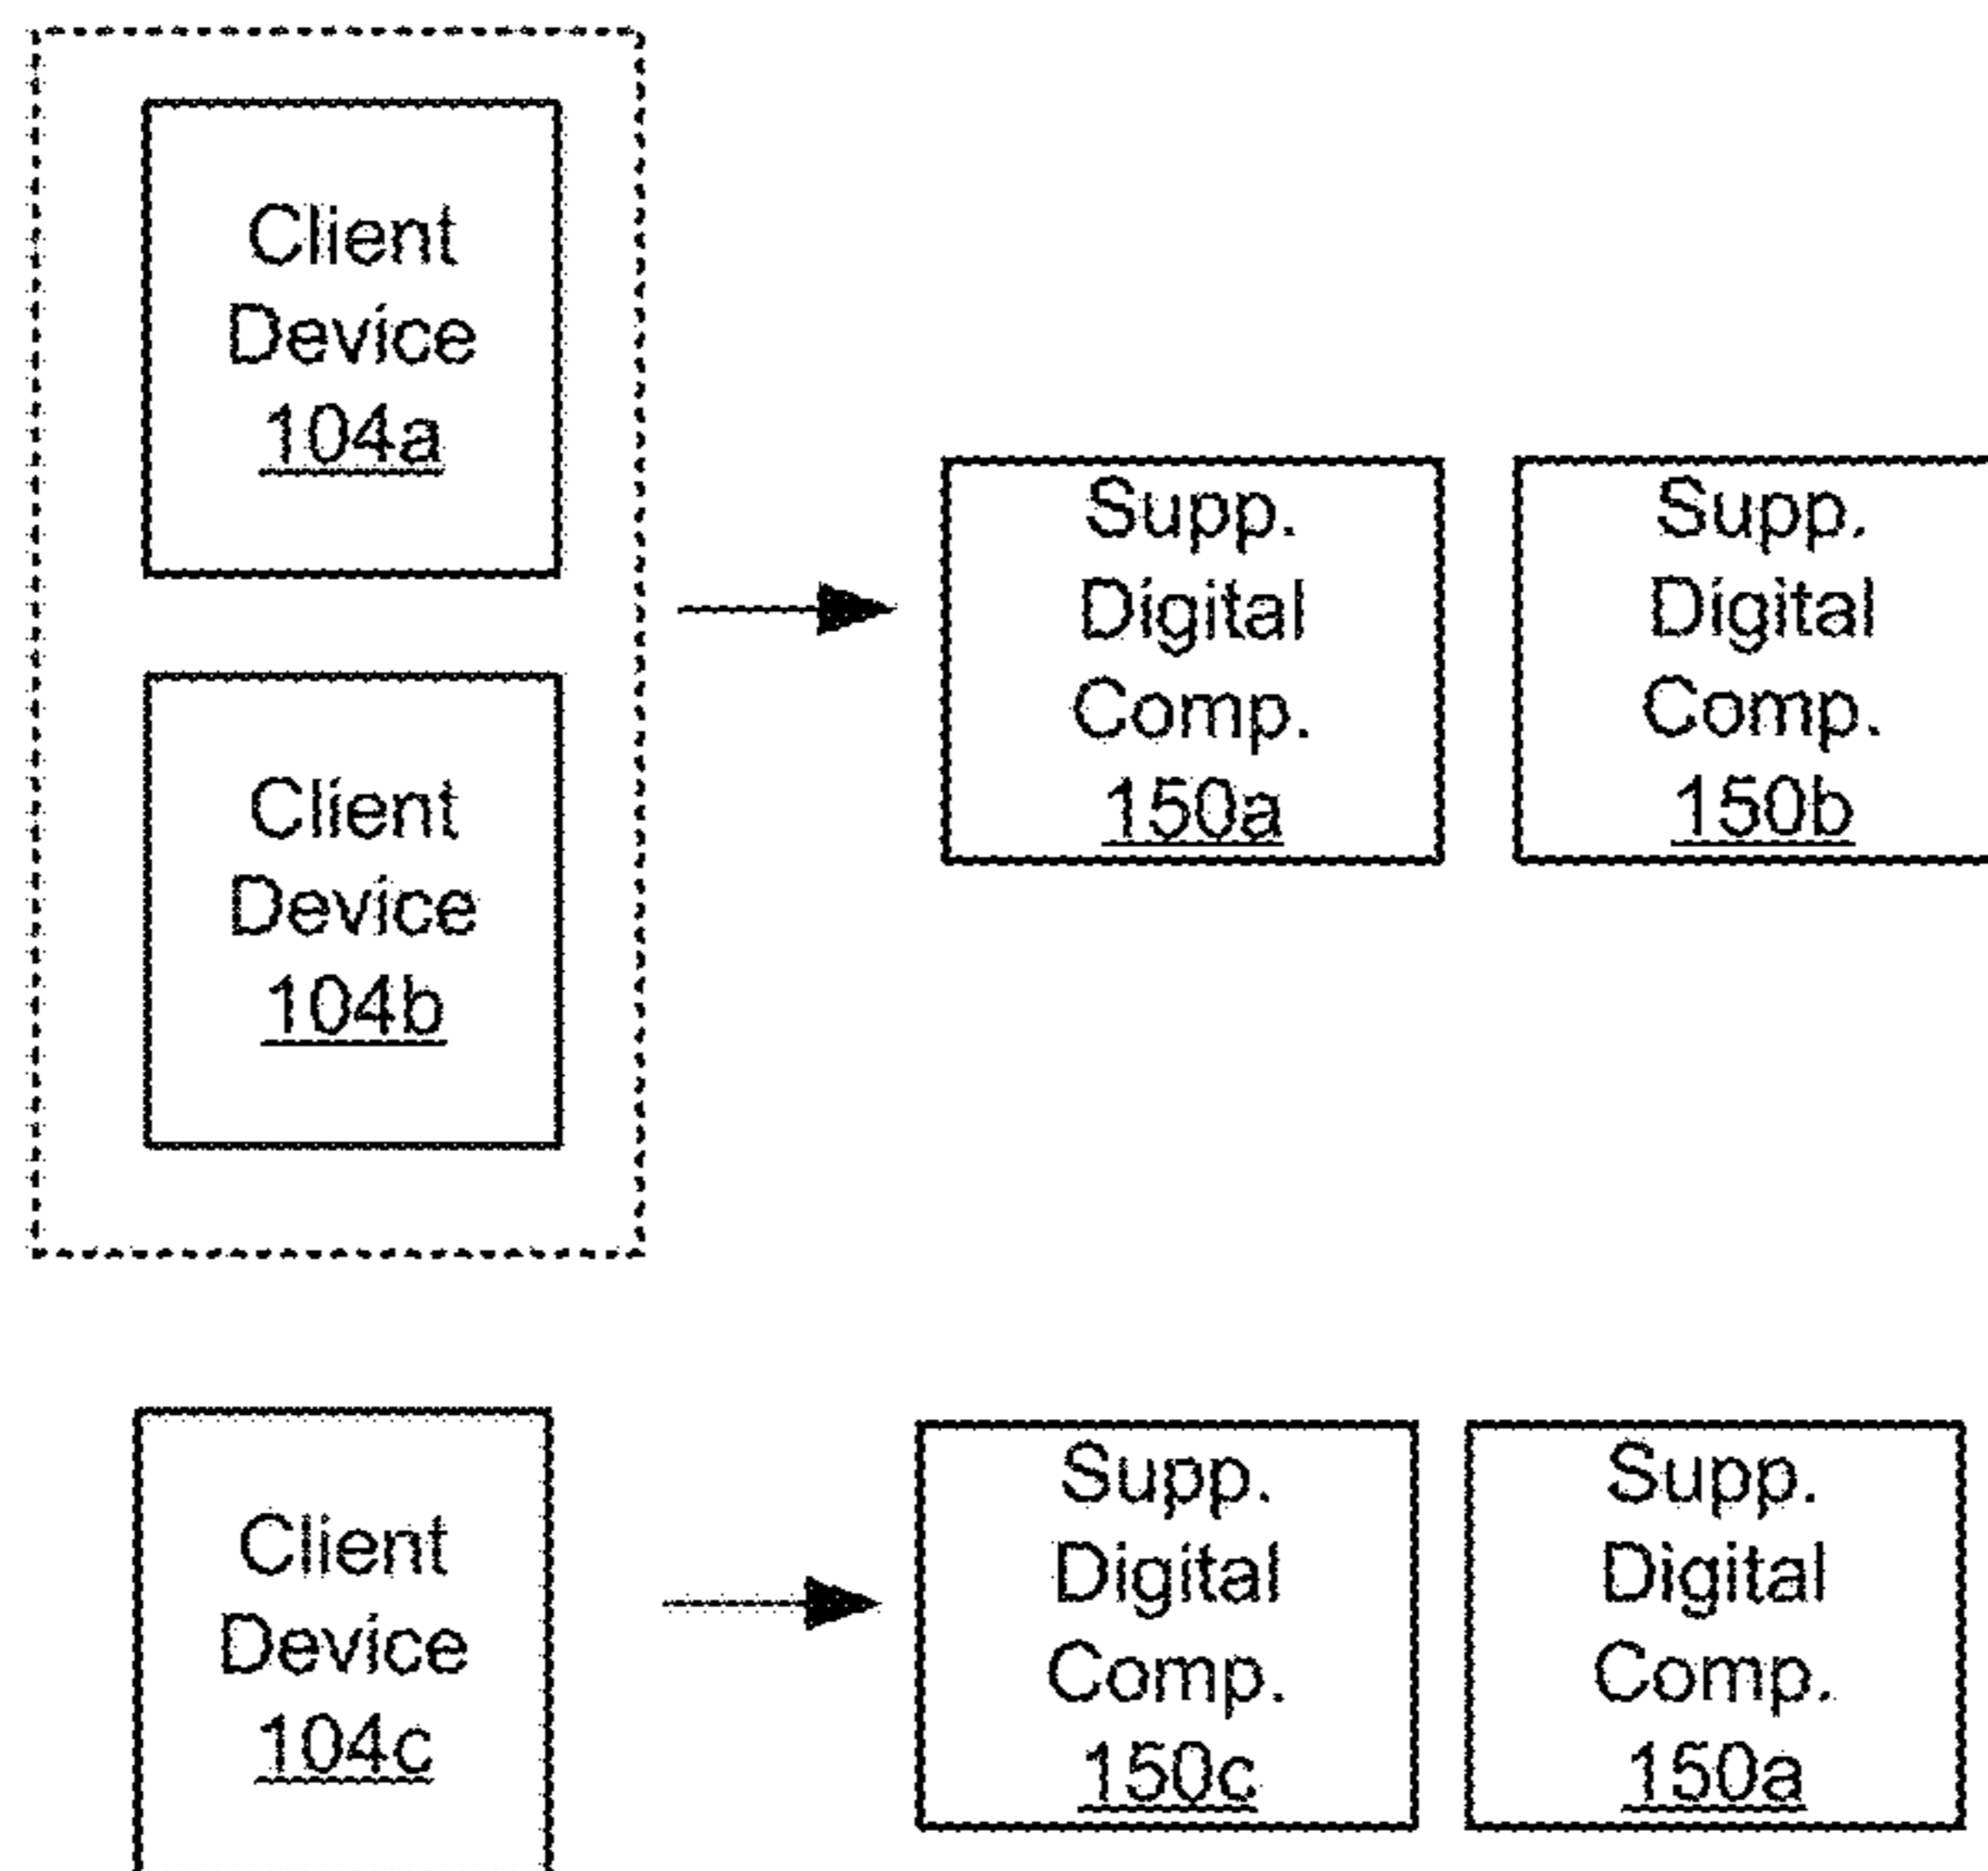 Client
Device
104a
Client
Device
104b
Supp.
Digital
Comp.
150a
Supp.
Digital
Comp.
150b
Client
Device
104c
Supp.
Digital
Comp.
150c
Supp.
Digital
Comp.
150a